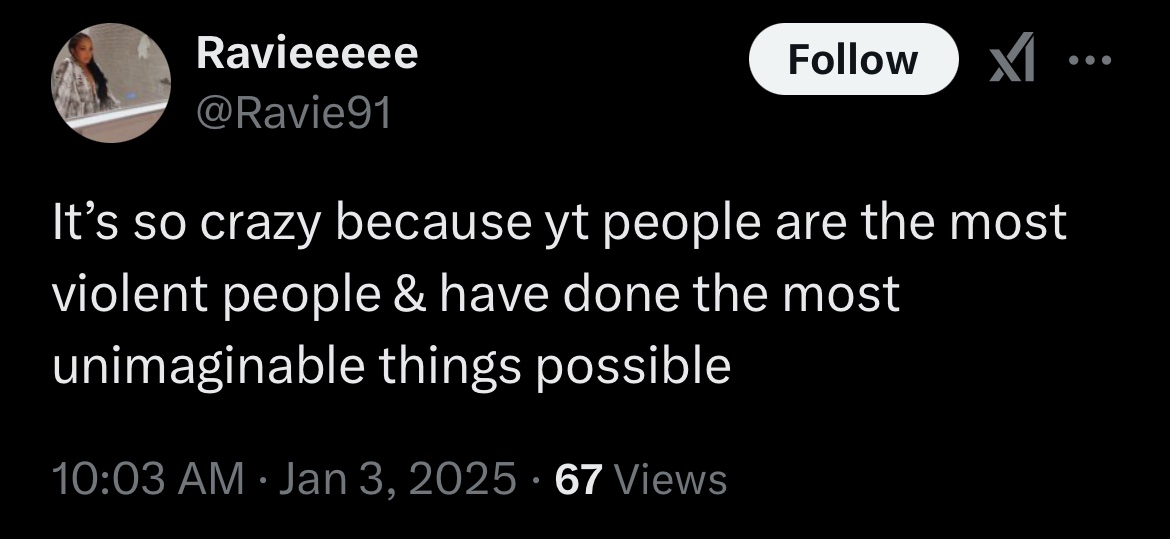 Ravieeeee
@Ravie91
Follow
It’s so crazy because yt people are the most
violent people & have done the most
unimaginable things possible
10:03 AM · Jan 3, 2025 · 67 Views